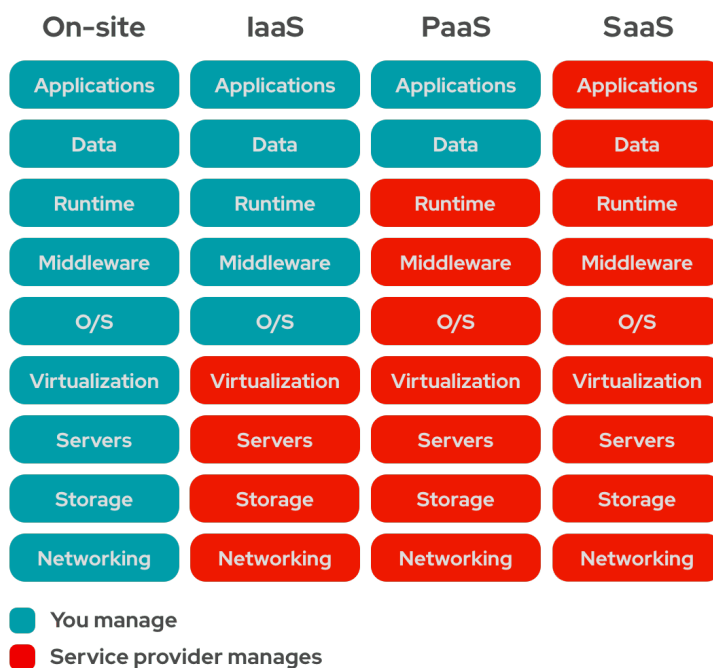 On-site IaaS PaaS SaaS
Applications Applications Applications Applications
Data Data Data Data
Runtime Runtime Runtime Runtime
Middleware Middleware Middleware Middleware
O/S O/S O/S O/S
Virtualization Virtualization Virtualization Virtualization
Servers Servers Servers Servers
Storage Storage Storage Storage
Networking Networking Networking Networking
You manage
Service provider manages